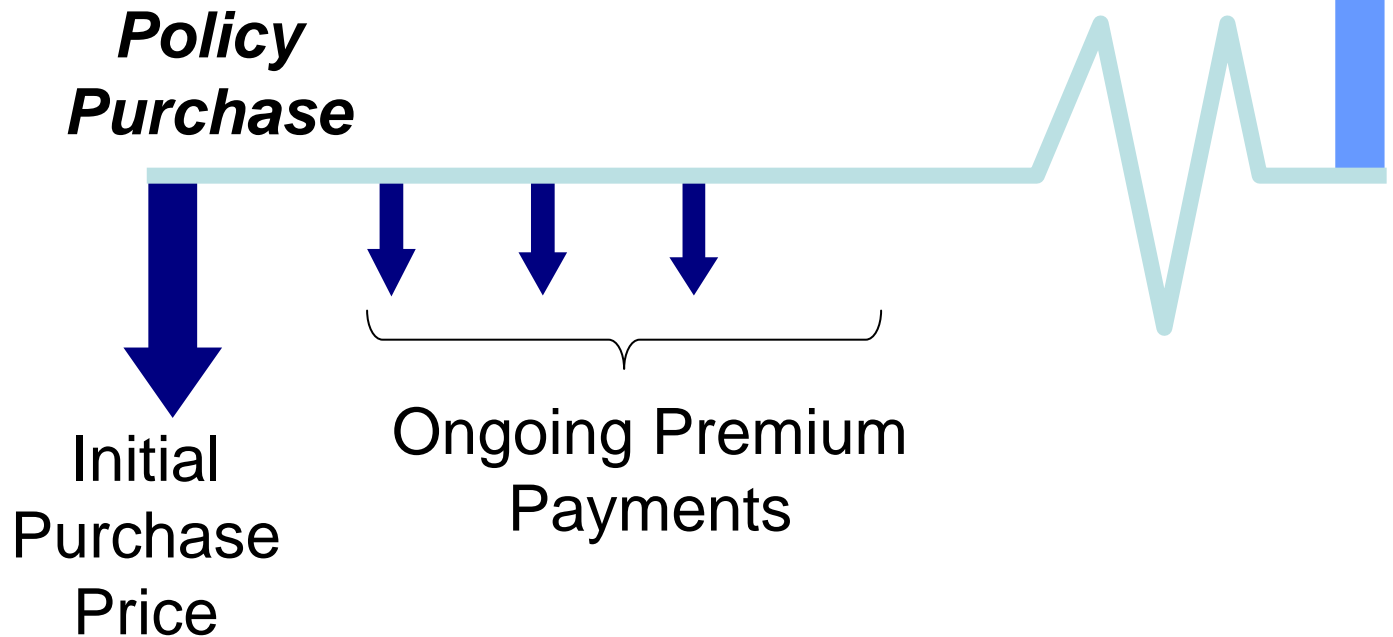 Policy
Purchase
Initial
Purchase
Price
Ongoing Premium
Payments